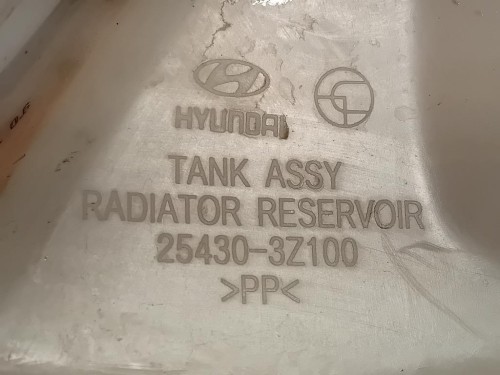 HYUNDAI
TANK ASSY
RADIATOR RESERVOIR
25430-3Z100
>PP<